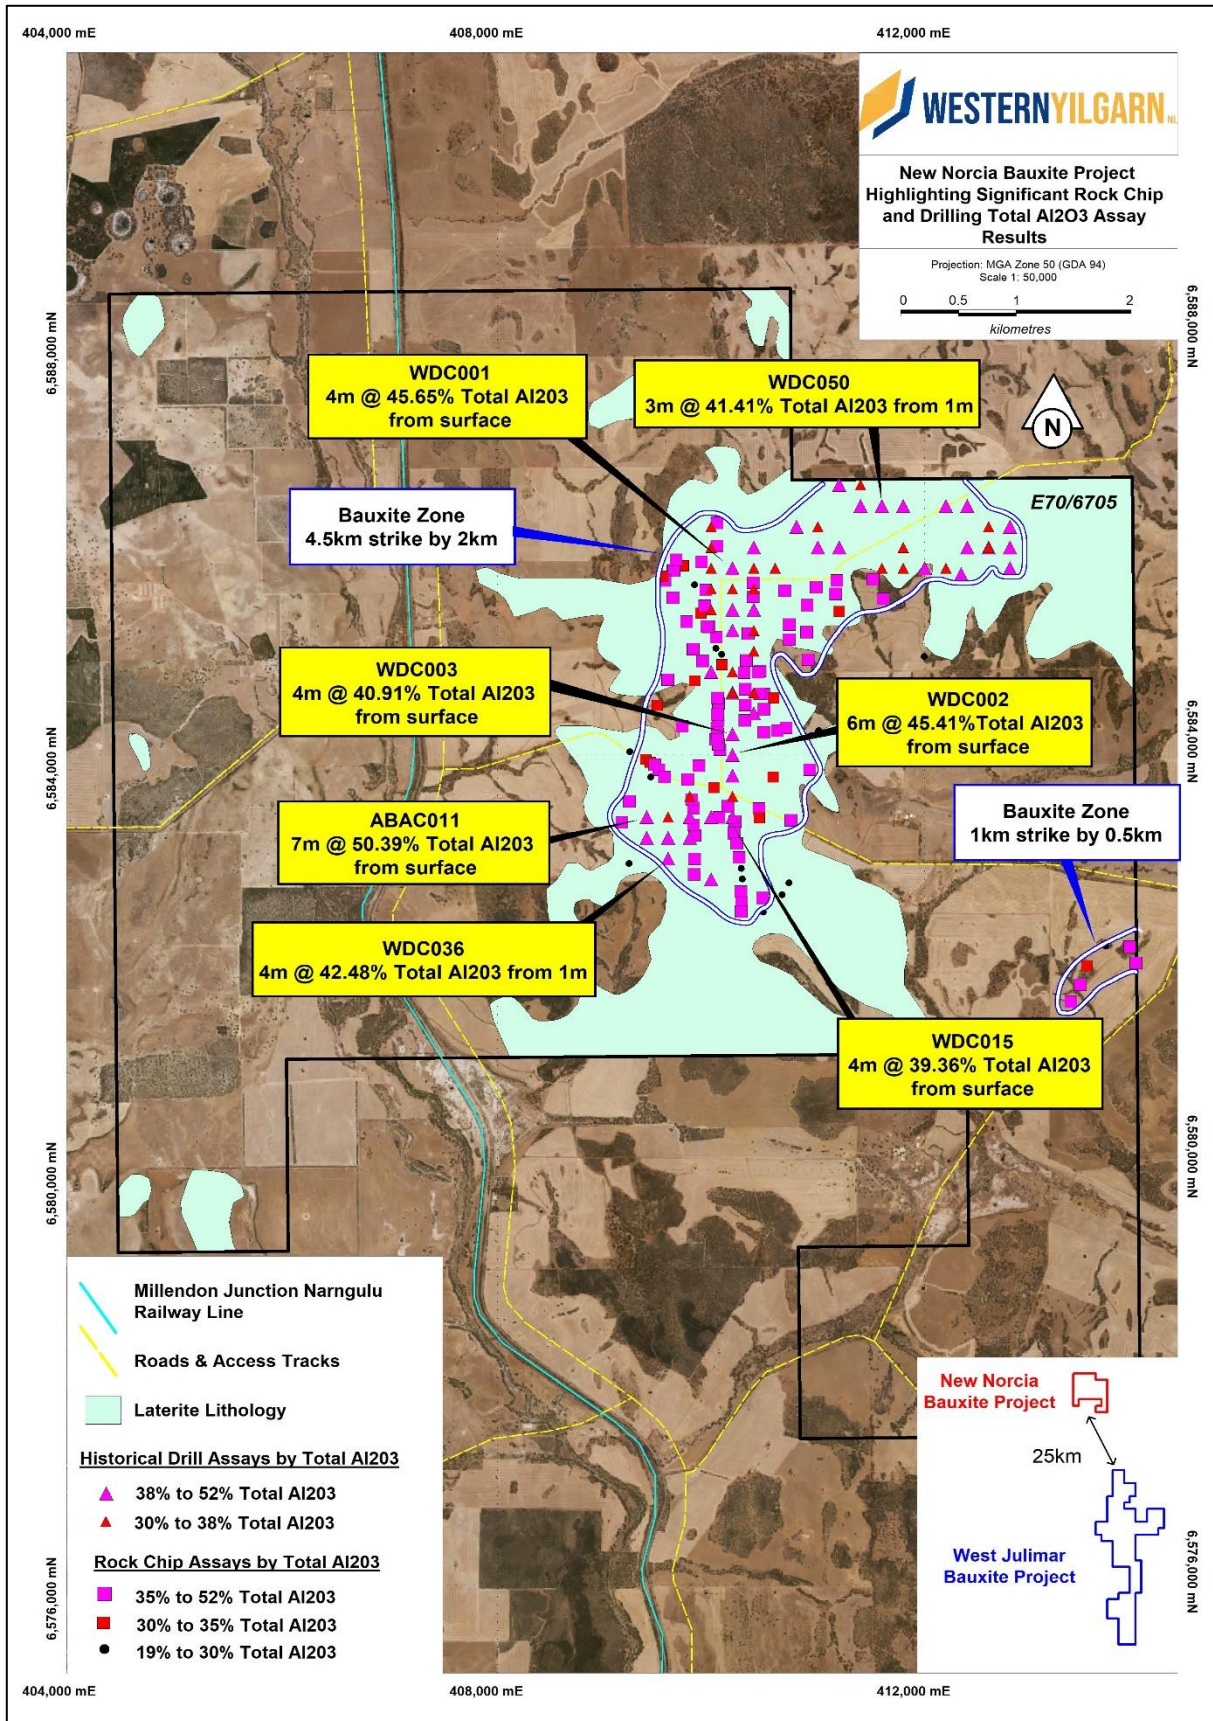 404,000 mE
408,000 mE
412,000 mE
WESTERNYILGARN NL
New Norcia Bauxite Project
Highlighting Significant Rock Chip
and Drilling Total Al2O3 Assay
Results
Projection: MGA Zone 50 (GDA 94)
Scale 1: 50,000
0 0.5 1 2
kilometres
6,588,000 mN
6,588,000 mN
WDC001
4m @ 45.65% Total Al203
from surface
WDC050
3m @ 41.41% Total Al203 from 1m
N
Bauxite Zone
4.5km strike by 2km
E70/6705
WDC003
4m @ 40.91% Total Al203
from surface
WDC002
6m @ 45.41%Total Al203
from surface
6,584,000 mN
6,584,000 mN
ABAC011
7m @ 50.39% Total Al203
from surface
Bauxite Zone
1km strike by 0.5km
WDC036
4m @ 42.48% Total Al203 from 1m
WDC015
4m @ 39.36% Total Al203
from surface
6,580,000 mN
6,580,000 mN
Millendon Junction Narngulu
Railway Line
Roads & Access Tracks
Laterite Lithology
Historical Drill Assays by Total Al203
38% to 52% Total Al203
30% to 38% Total Al203
Rock Chip Assays by Total Al203
35% to 52% Total Al203
30% to 35% Total Al203
19% to 30% Total Al203
New Norcia
Bauxite Project
25km
West Julimar
Bauxite Project
6,576,000 mN
6,576,000 mN
404,000 mE
408,000 mE
412,000 mE